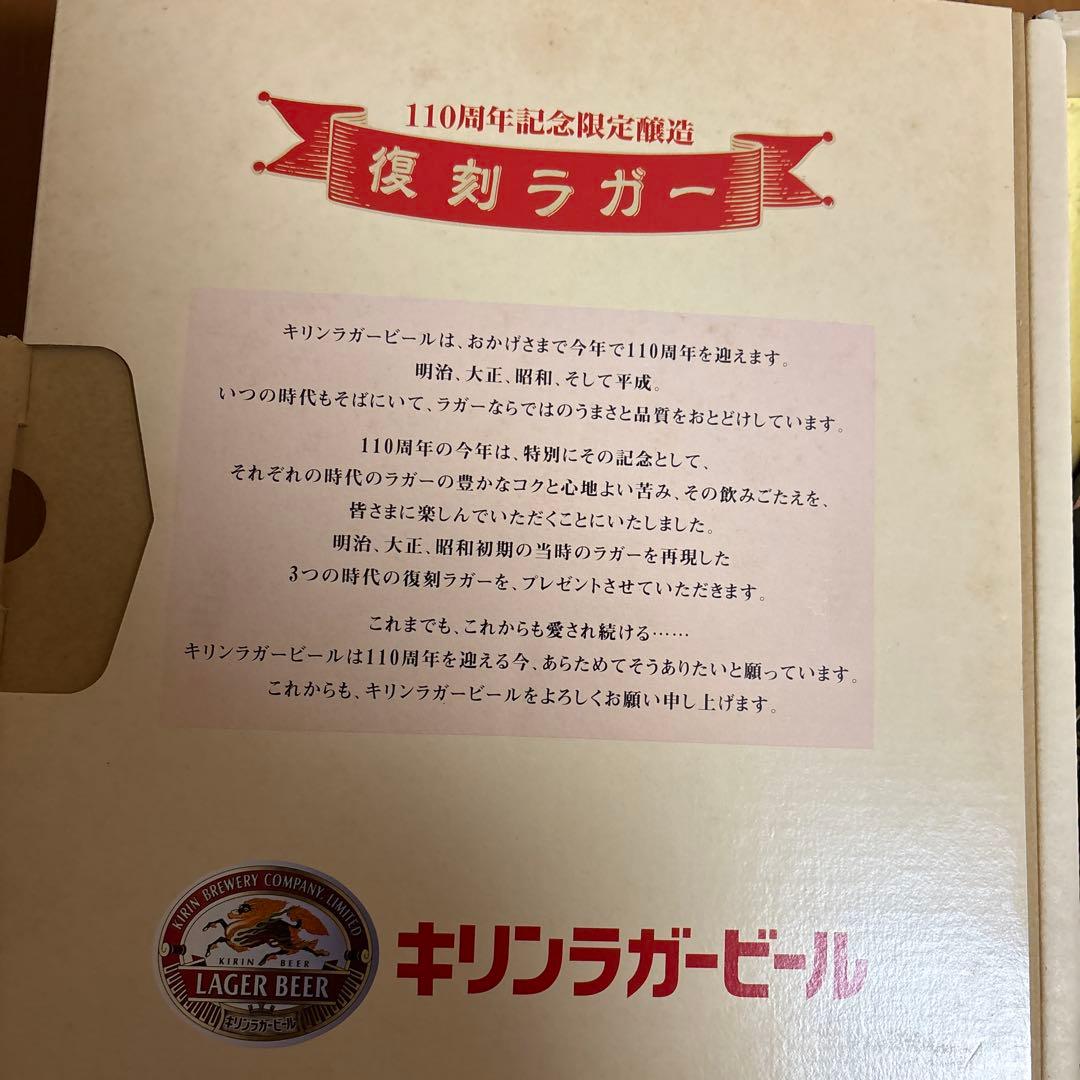 110周年記念限定醸造
復刻ラガー
キリンラガービールは、おかげさまで今年で110周年を迎えます。
明治、大正、昭和、そして平成。
いつの時代もそばにいて、ラガーならではのうまさと品質をおとどけしています。
110周年の今年は、特別にその記念として、
それぞれの時代のラガーの豊かなコクと心地よい苦み、その飲みごたえを、
皆さまに楽しんでいただくことにいたしました。
明治、大正、昭和初期の当時のラガーを再現した
3つの時代の復刻ラガーを、プレゼントさせていただきます。
これまでも、これからも愛され続ける……
キリンラガービールは110周年を迎える今、あらためてそうありたいと願っています。
これからも、キリンラガービールをよろしくお願い申し上げます。
KIRIN BREWERY COMPANY, LIMITED
KIRIN BEER
LAGER BEER
キリンラガービール
キリンラガービール